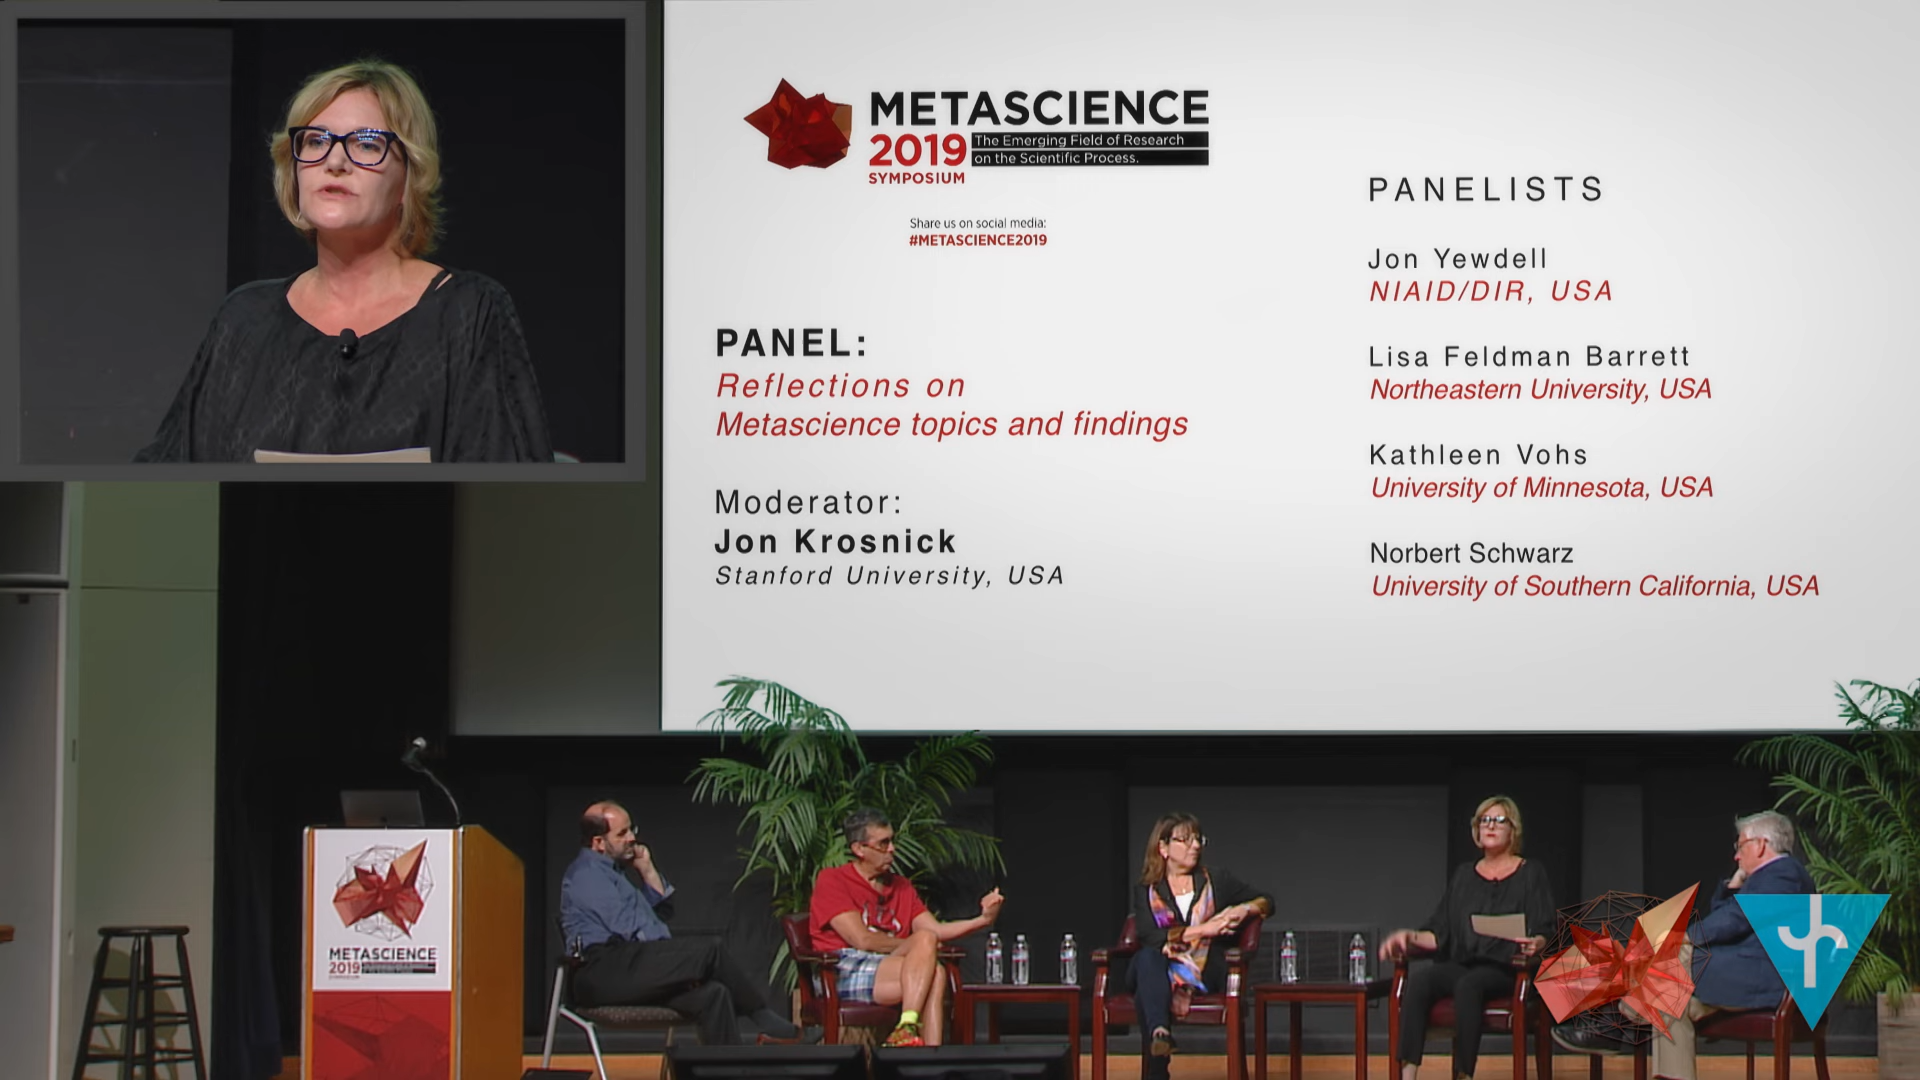 METASCIENCE
2019 The Emerging Field of Research
on the Scientific Process.
SYMPOSIUM
Share us on social media:
#METASCIENCE2019
PANEL:
Reflections on
Metascience topics and findings
Moderator:
Jon Krosnick
Stanford University, USA
PANELISTS
Jon Yewdell
NIAID/DIR, USA
Lisa Feldman Barrett
Northeastern University, USA
Kathleen Vohs
University of Minnesota, USA
Norbert Schwarz
University of Southern California, USA
METASCIENCE
2019
SYMPOSIUM